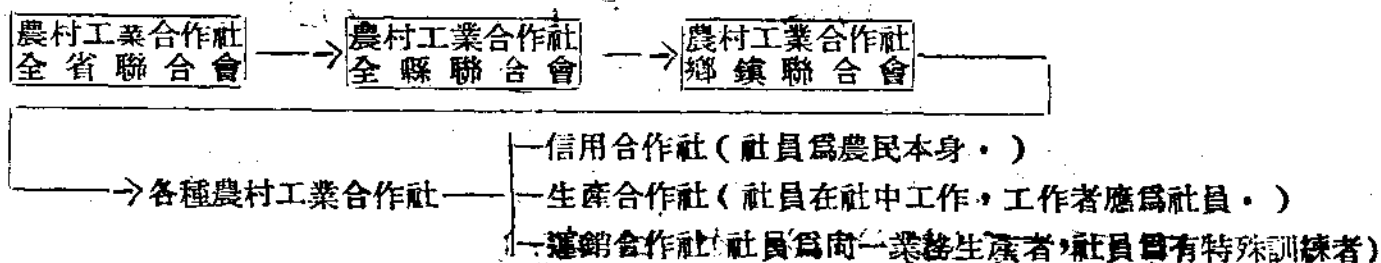 農村工業合作社
全省聯合會
農村工業合作社
全縣聯合會
農村工業合作社
鄉鎮聯合會
信用合作社(社員為農民本身。)
各種農村工業合作社
生產合作社(社員在社中工作,工作者應為社員。)
運銷合作社(社員為同一業務生產者,社員有特殊訓練者)